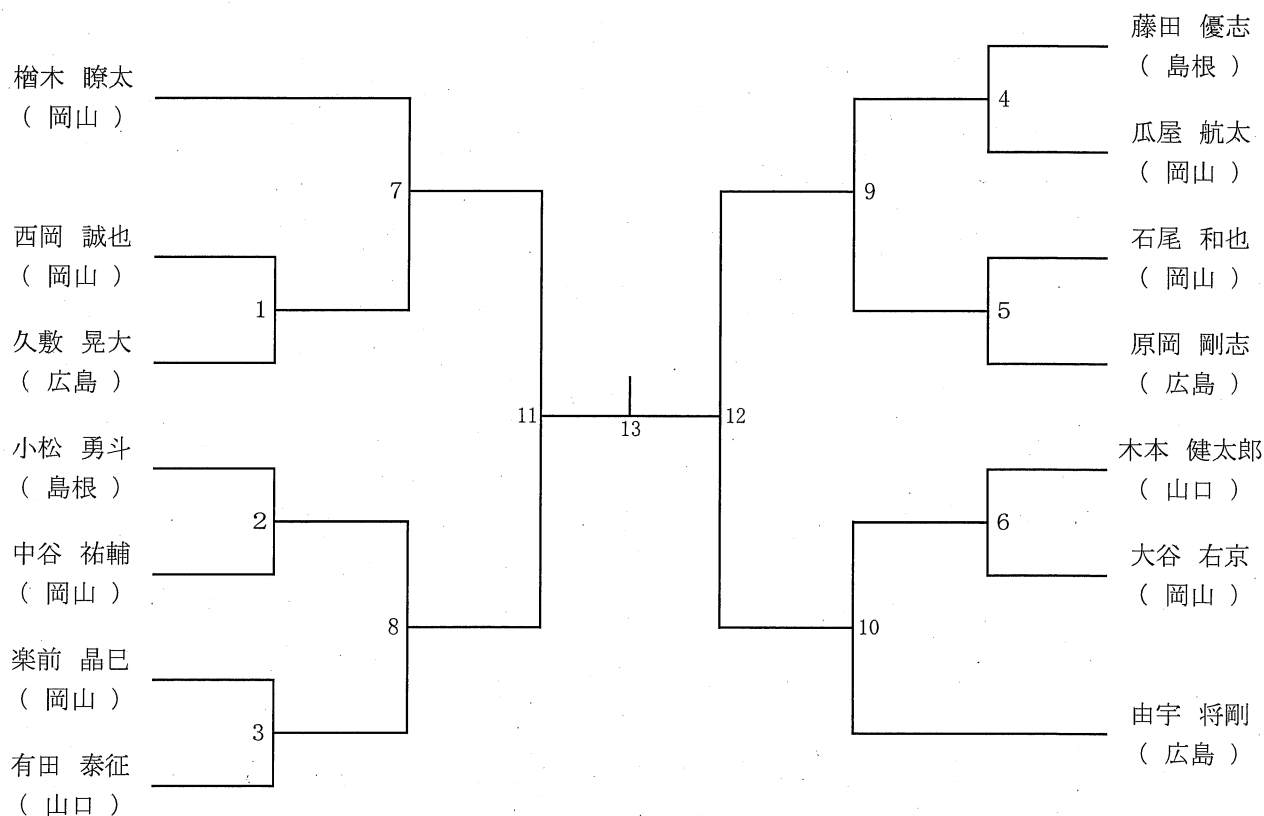 楢木 瞭太
( 岡山 )
西岡 誠也
( 岡山 )
久敷 晃大
( 広島 )
小松 勇斗
( 島根 )
中谷 祐輔
( 岡山 )
楽前 晶巳
( 岡山 )
有田 泰征
( 山口 )
1
2
3
7
8
11
13
12
9
10
4
5
6
藤田 優志
( 島根 )
瓜屋 航太
( 岡山 )
石尾 和也
( 岡山 )
原岡 剛志
( 広島 )
木本 健太郎
( 山口 )
大谷 右京
( 岡山 )
由宇 将剛
( 広島 )